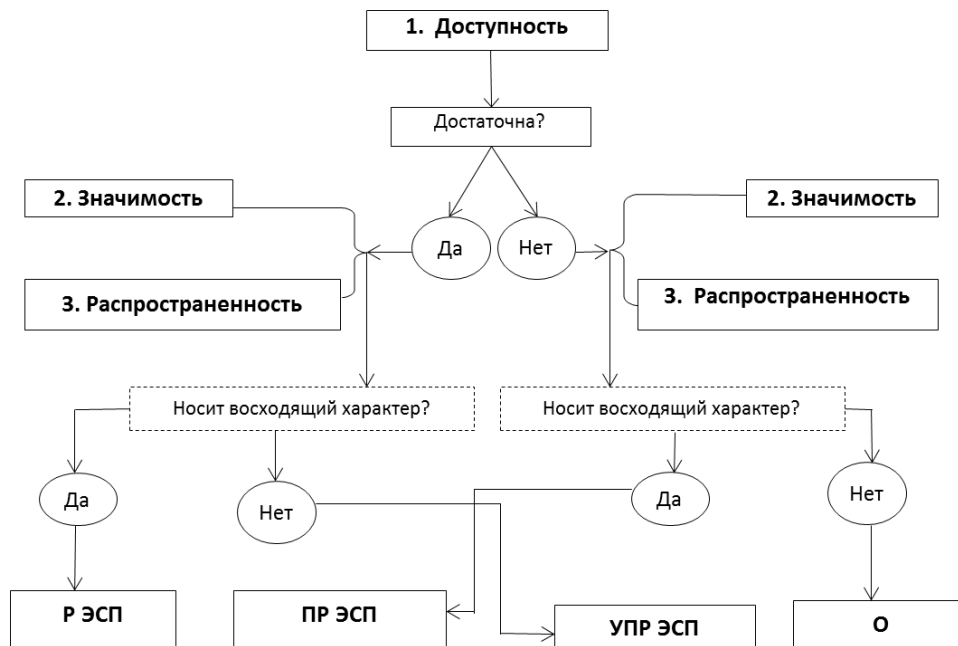 1. Доступность
Достаточна?
2. Значимость
2. Значимость
Да
Нет
3. Распространенность
3. Распространенность
Носит восходящий характер?
Носит восходящий характер?
Да
Нет
Да
Нет
Р ЭСП
ПР ЭСП
УПР ЭСП
О